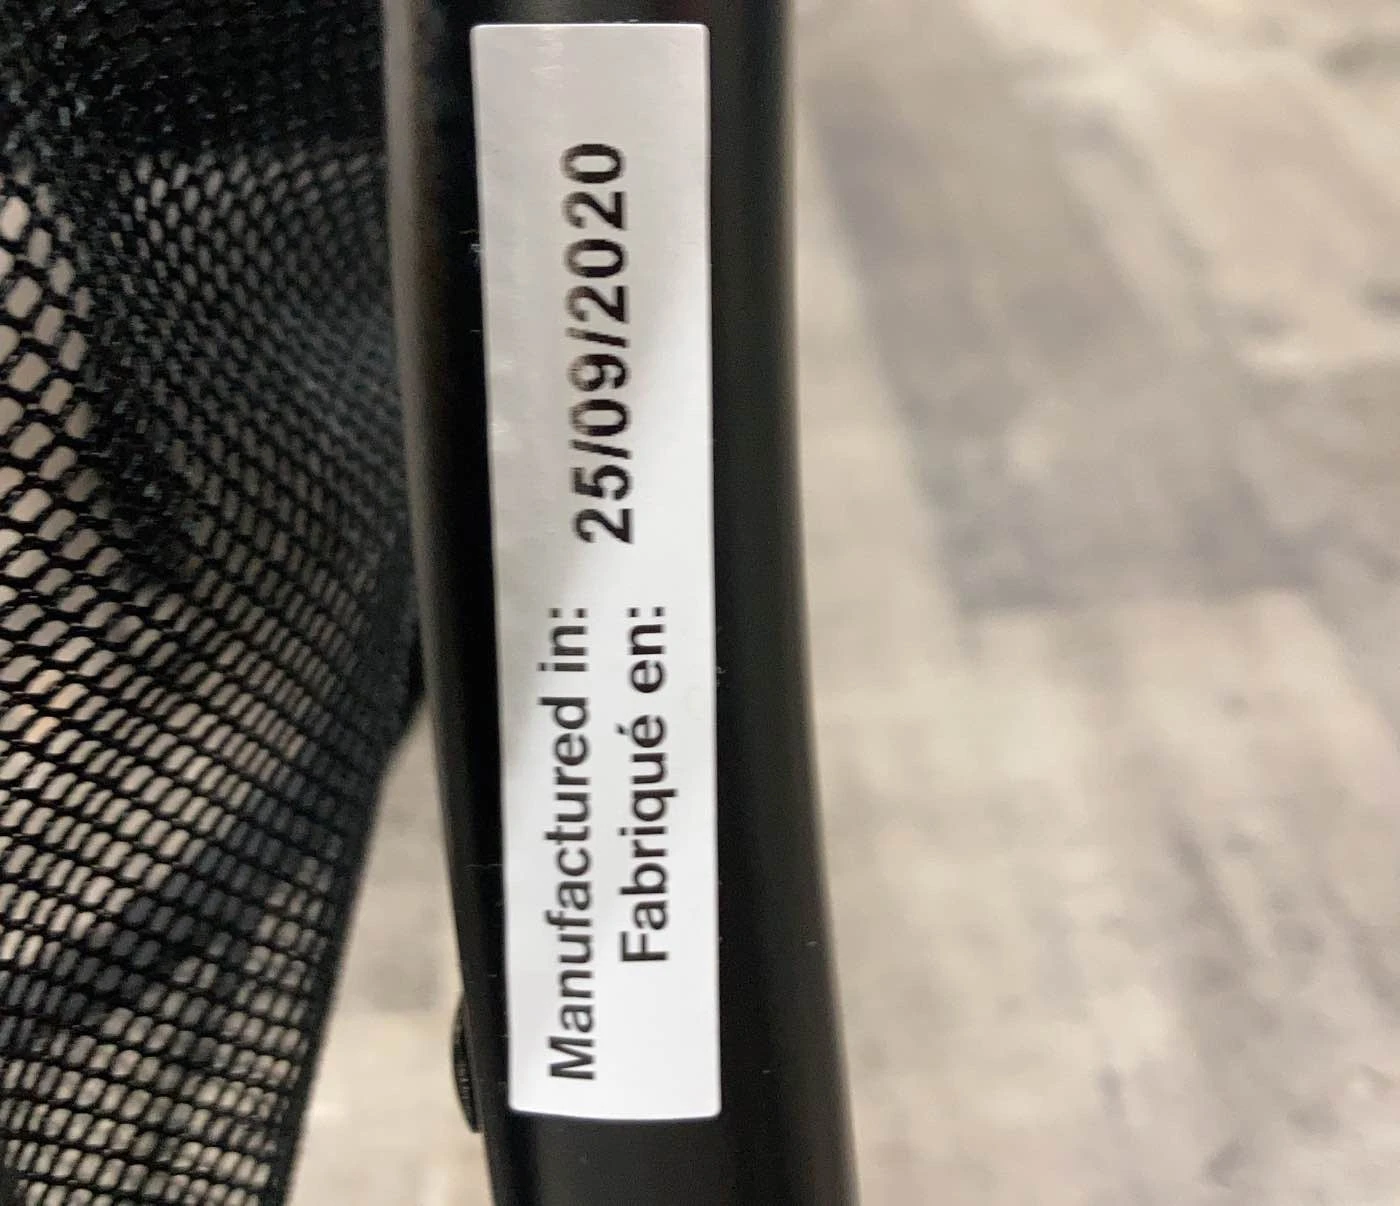 Manufactured in: 25/09/2020
Fabriqué en: